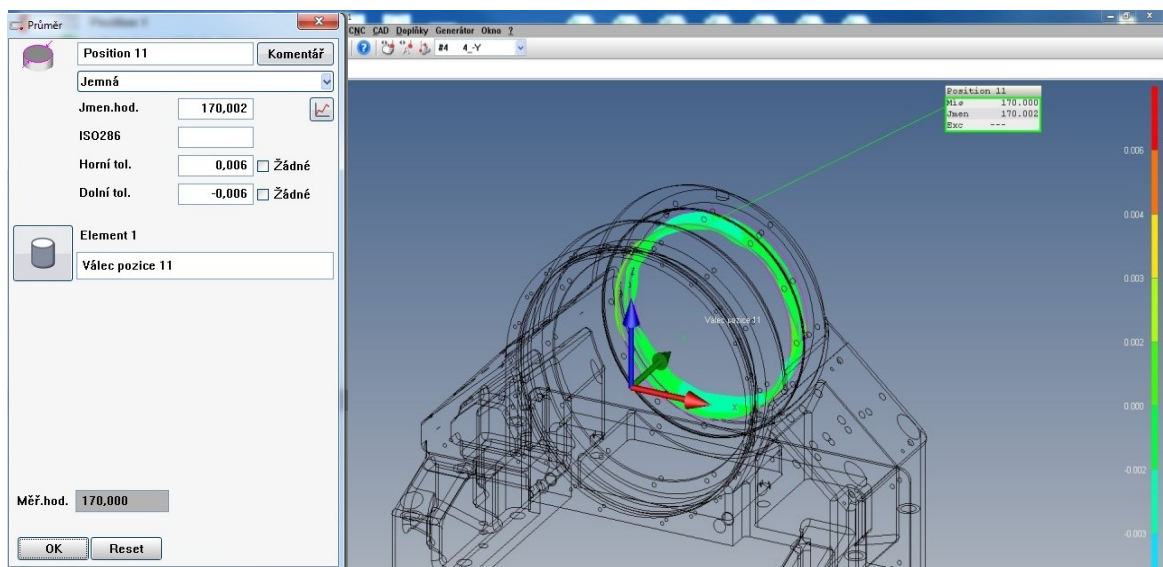 Průměr
Position 11
Komentář
Jemná
Jmen.hod.
170,002
ISO286
Horní tol.
0,006
Žádné
Dolní tol.
-0,006
Žádné
Element 1
Válec pozice 11
Měř.hod.
170,000
OK
Reset
CNC CAD Doplňky Generátor Okno ?
#4 4_-Y
Position 11
Miø 170.000
Jmen 170.002
Exc ---
Válec pozice 11
X
0.006
0.004
0.003
0.002
0.000
-0.002
-0.003